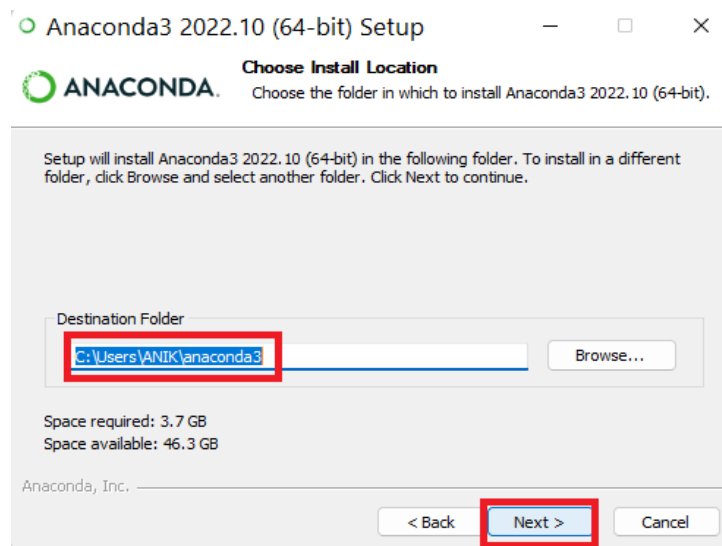 Anaconda3 2022.10 (64-bit) Setup
ANACONDA.
Choose Install Location
Choose the folder in which to install Anaconda3 2022.10 (64-bit).
Setup will install Anaconda3 2022.10 (64-bit) in the following folder. To install in a different
folder, click Browse and select another folder. Click Next to continue.
Destination Folder
C:\Users\ANIK\anaconda3
Browse...
Space required: 3.7 GB
Space available: 46.3 GB
Anaconda, Inc.
< Back
Next >
Cancel